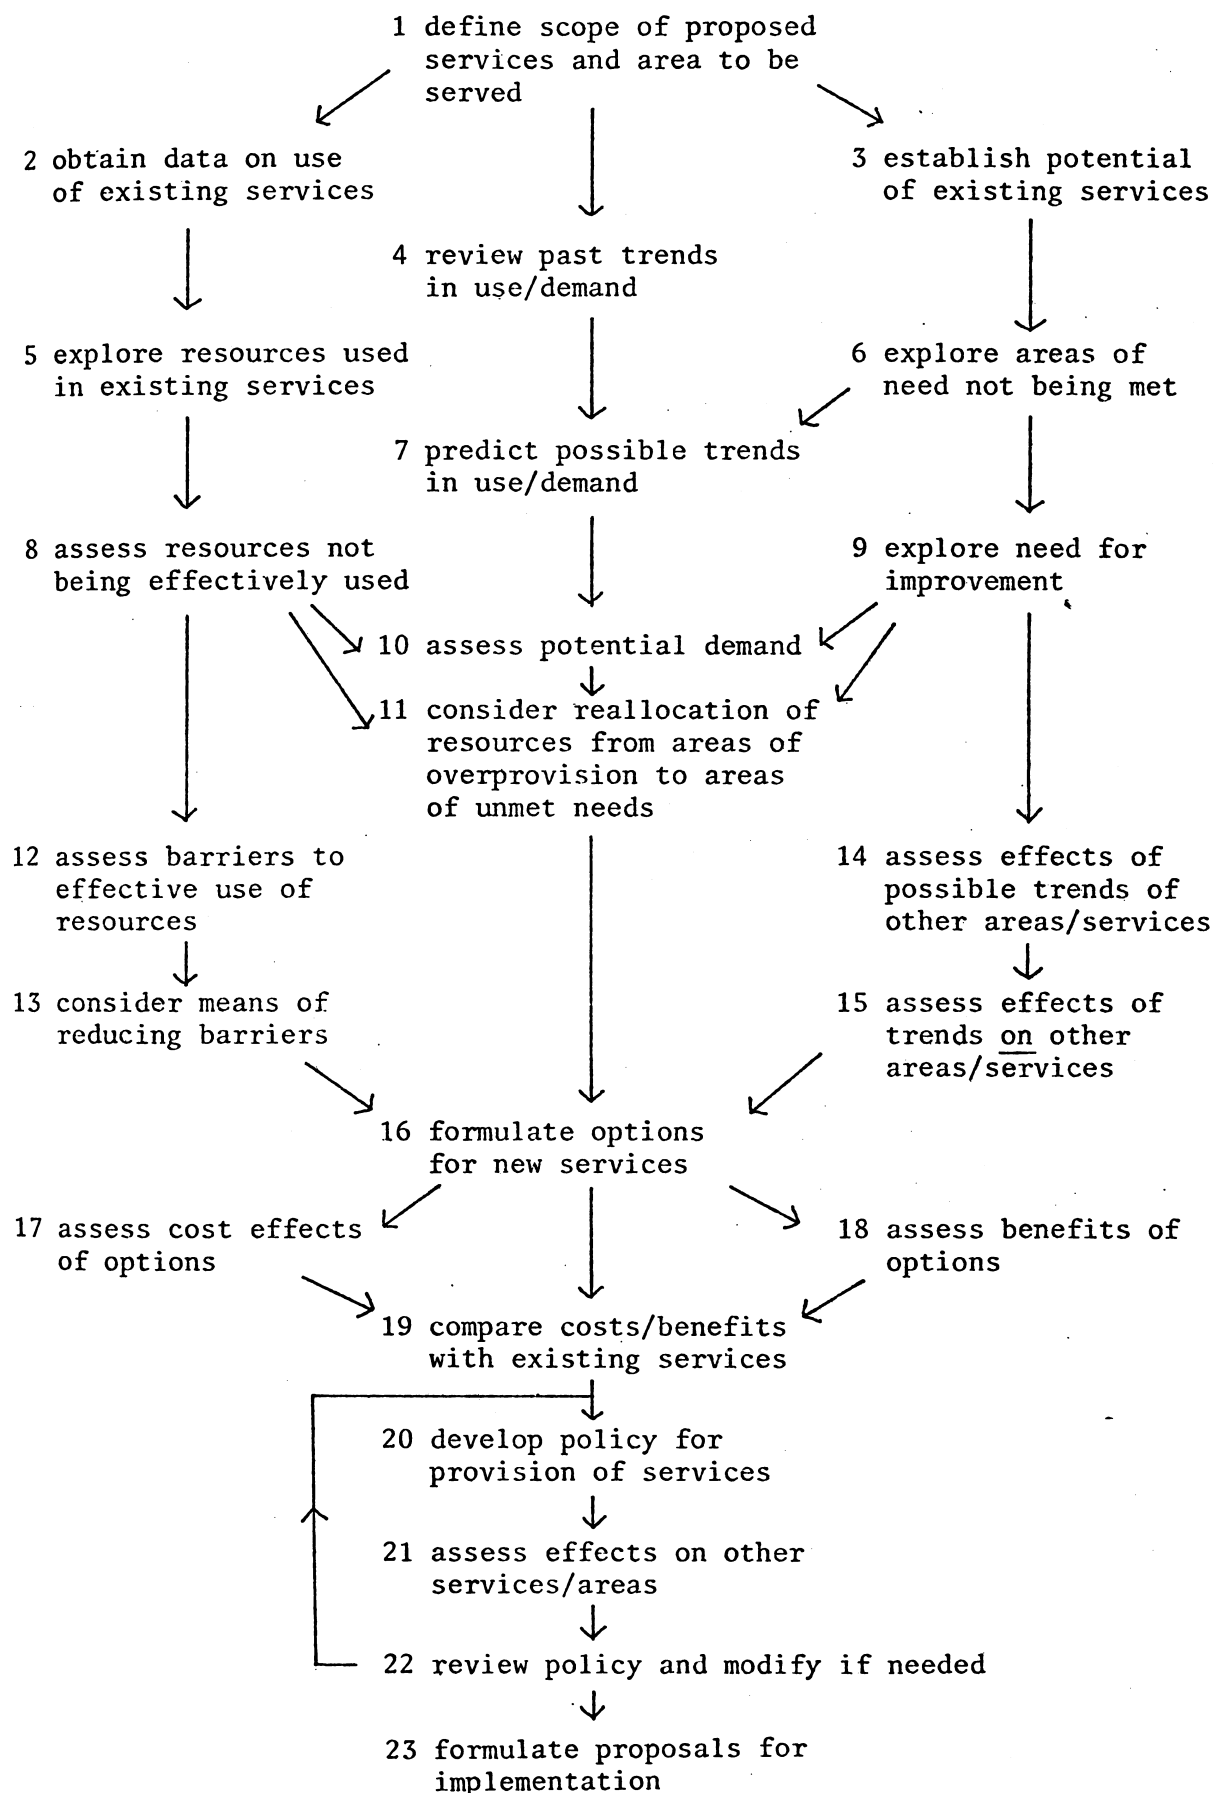 1 define scope of proposed
services and area to be
served
2 obtain data on use
of existing services
3 establish potential
of existing services
4 review past trends
in use/demand
5 explore resources used
in existing services
6 explore areas of
need not being met
7 predict possible trends
in use/demand
8 assess resources not
being effectively used
9 explore need for
improvement
10 assess potential demand
11 consider reallocation of
resources from areas of
overprovision to areas
of unmet needs
12 assess barriers to
effective use of
resources
14 assess effects of
possible trends of
other areas/services
13 consider means of
reducing barriers
15 assess effects of
trends on other
areas/services
16 formulate options
for new services
17 assess cost effects
of options
18 assess benefits of
options
19 compare costs/benefits
with existing services
20 develop policy for
provision of services
21 assess effects on other
services/areas
22 review policy and modify if needed
23 formulate proposals for
implementation